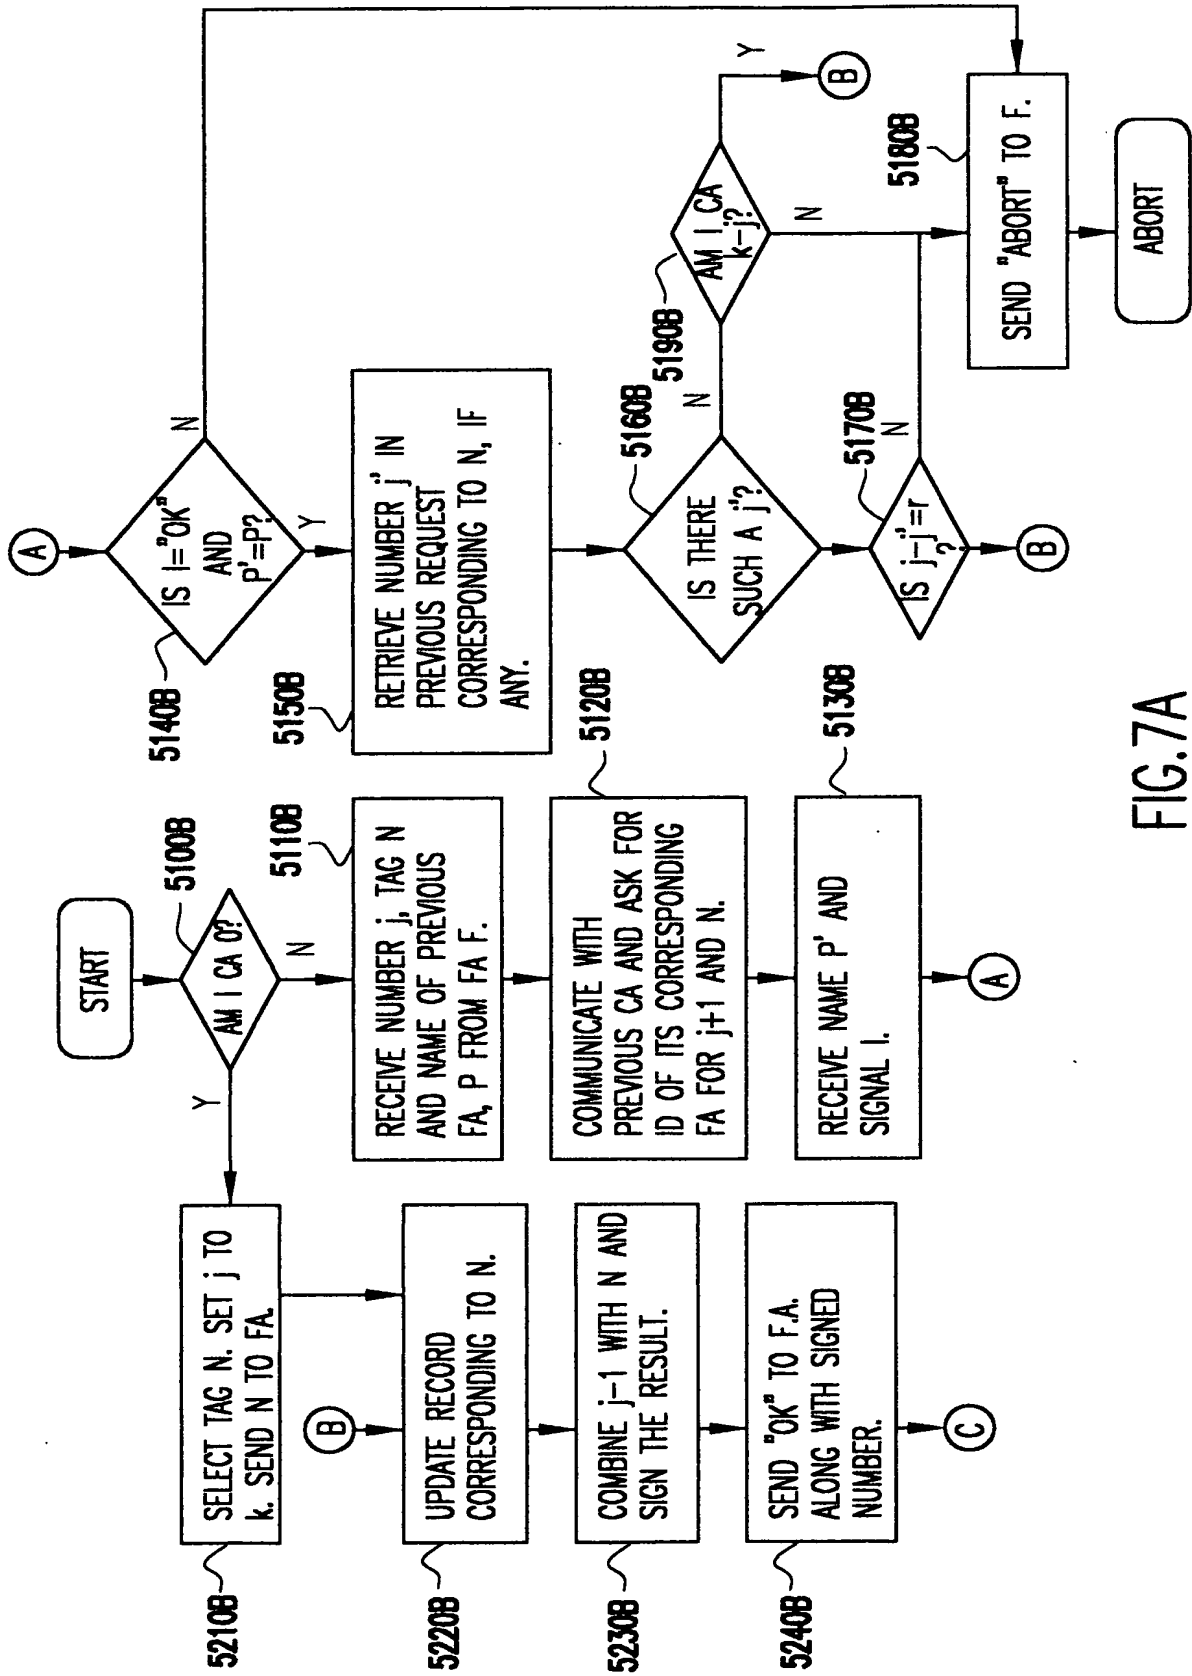 START
AM I CA 0?
5100B
Y
N
SELECT TAG N. SET j TO
k. SEND N TO FA.
5210B
RECEIVE NUMBER j, TAG N
AND NAME OF PREVIOUS
FA, P FROM FA F.
5110B
B
UPDATE RECORD
CORRESPONDING TO N.
5220B
COMMUNICATE WITH
PREVIOUS CA AND ASK FOR
ID OF ITS CORRESPONDING
FA FOR j+1 AND N.
5120B
COMBINE j-1 WITH N AND
SIGN THE RESULT.
5230B
RECEIVE NAME P' AND
SIGNAL I.
5130B
SEND "OK" TO F.A.
ALONG WITH SIGNED
NUMBER.
5240B
A
C
A
IS I="OK"
AND
P'=P?
5140B
N
Y
RETRIEVE NUMBER j' IN
PREVIOUS REQUEST
CORRESPONDING TO N, IF
ANY.
5150B
IS THERE
SUCH A j'?
5160B
N
AM I CA
k-j?
5190B
Y
B
N
IS j-j'=r
?
5170B
N
B
SEND "ABORT" TO F.
5180B
ABORT
FIG.7A